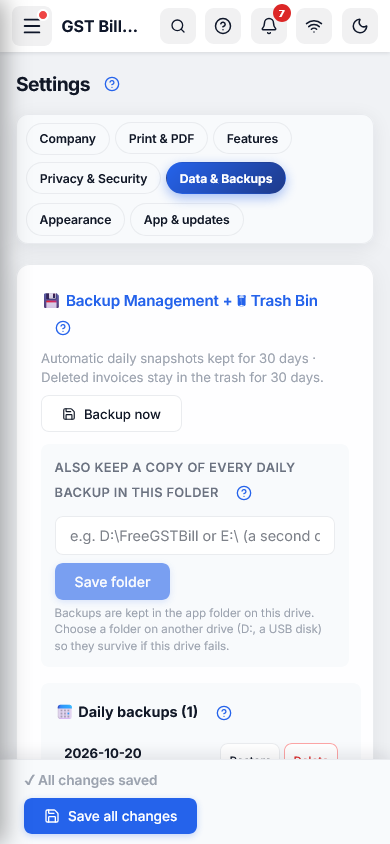 GST Bill...
7
Settings
Company
Print & PDF
Features
Privacy & Security
Data & Backups
Appearance
App & updates
Backup Management + 🗑 Trash Bin
Automatic daily snapshots kept for 30 days ·
Deleted invoices stay in the trash for 30 days.
Backup now
ALSO KEEP A COPY OF EVERY DAILY
BACKUP IN THIS FOLDER
e.g. D:\FreeGSTBill or E:\ (a second
Save folder
Backups are kept in the app folder on this drive.
Choose a folder on another drive (D:, a USB disk)
so they survive if this drive fails.
Daily backups (1)
2026-10-20
✓ All changes saved
Save all changes